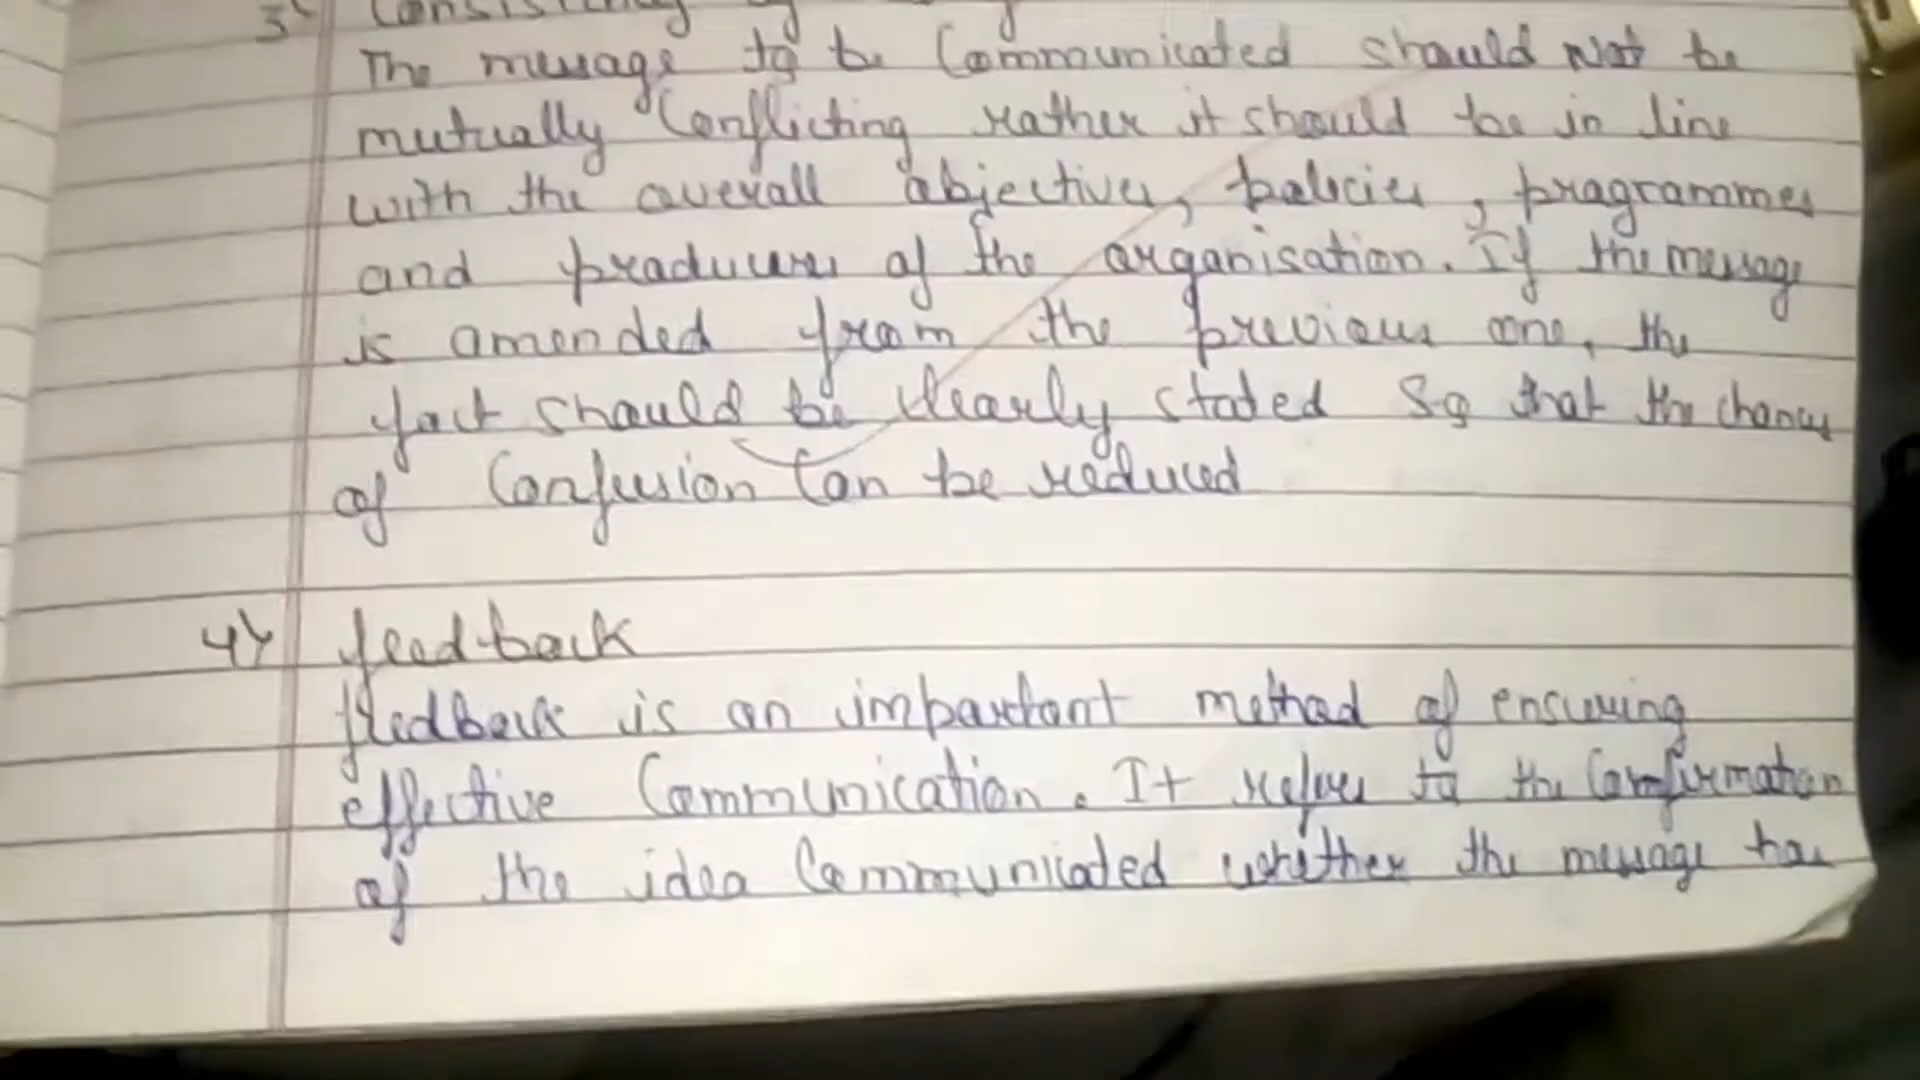 3) Consistency of
The message to be Communicated should Not be
mutually Conflicting rather it should be in line
with the overall objectives, policies, programmes
and producures of the organisation. If the message
is amended from the previous one, the
fact should be clearly stated So that the chances
of Confusion Can be reduced
4) feedback
feedback is an important method of ensuring
effective Communication. It refers to the Confirmation
of the idea Communicated whether the message has